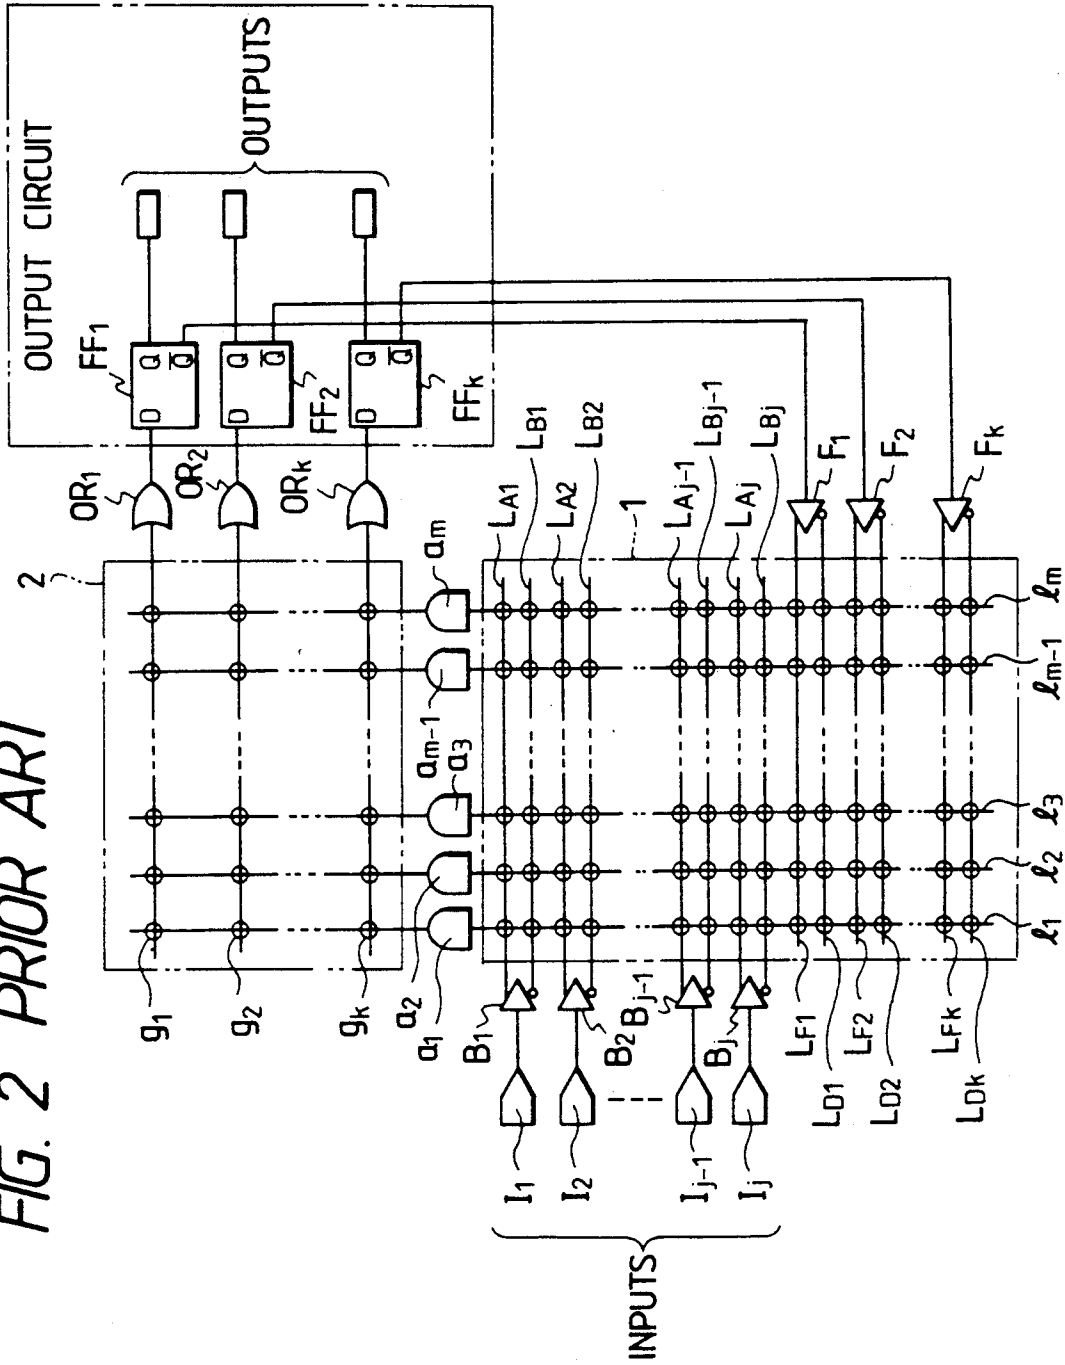 FIG. 2 PRIOR ART
OUTPUT CIRCUIT
OUTPUTS
FF1
D Q
Q̅
FF2
D Q
Q̅
FFk
D Q
Q̅
OR1
OR2
ORk
2
g1
g2
gk
a1
a2
a3
am-1
am
1
LA1
LB1
LA2
LB2
LAj-1
LBj-1
LAj
LBj
F1
F2
Fk
B1
B2
Bj-1
Bj
I1
I2
Ij-1
Ij
INPUTS
LF1
LD1
LF2
LD2
LFk
LDk
ℓ1
ℓ2
ℓ3
ℓm-1
ℓm